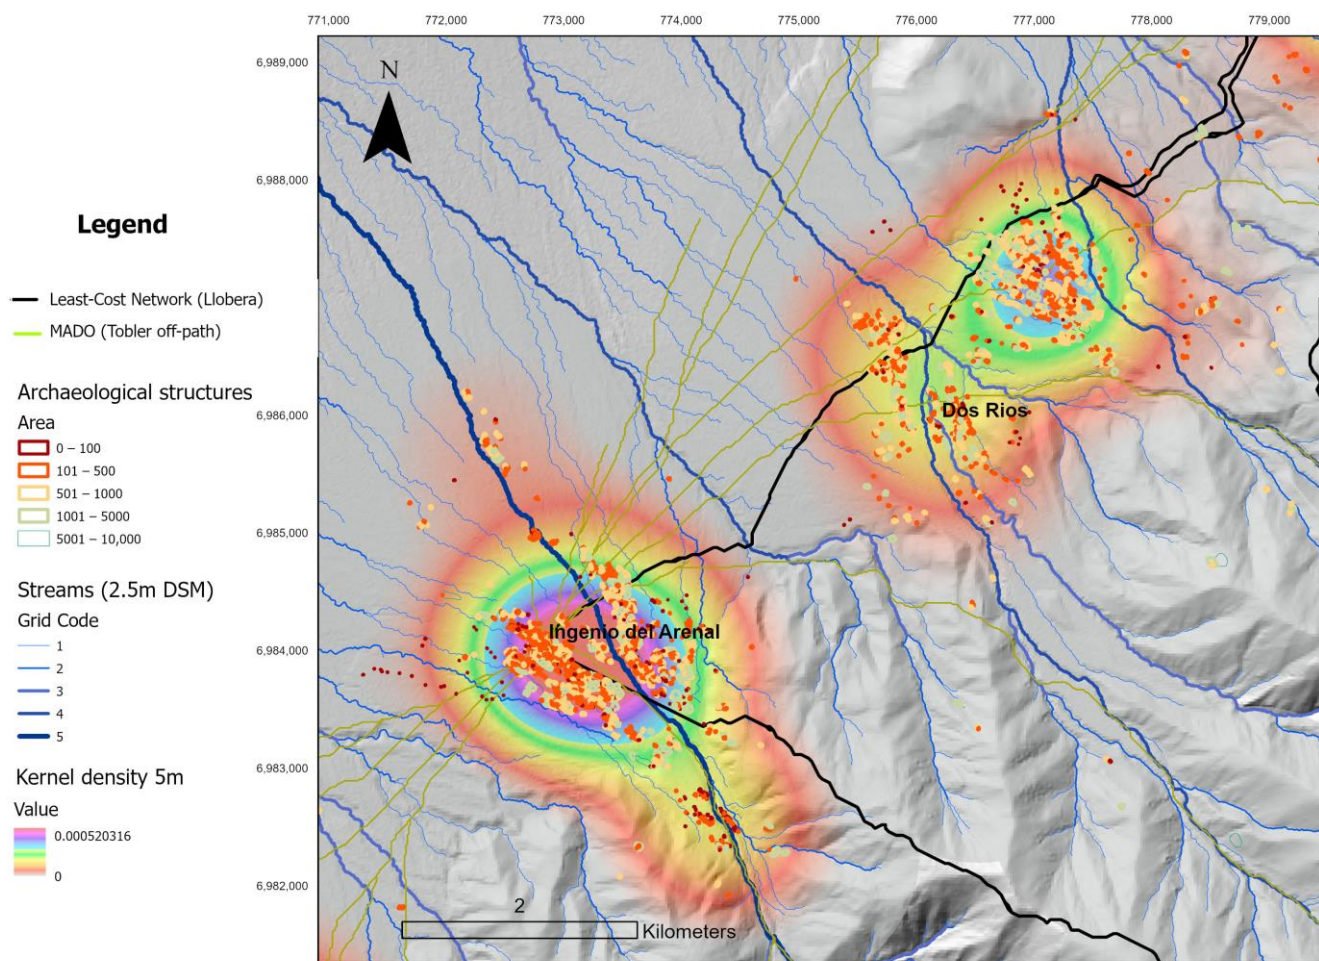 771,000 772,000 773,000 774,000 775,000 776,000 777,000 778,000 779,000
6,989,000
N
6,988,000
Legend
Least-Cost Network (Llobera)
MADO (Tobler off-path)
Archaeological structures
Area
0 – 100
101 – 500
501 – 1000
1001 – 5000
5001 – 10,000
6,986,000
Dos Rios
6,985,000
Streams (2.5m DSM)
Grid Code
1
2
3
4
5
Ingenio del Arenal
6,984,000
6,983,000
Kernel density 5m
Value
0.000520316
0
6,982,000
2
Kilometers